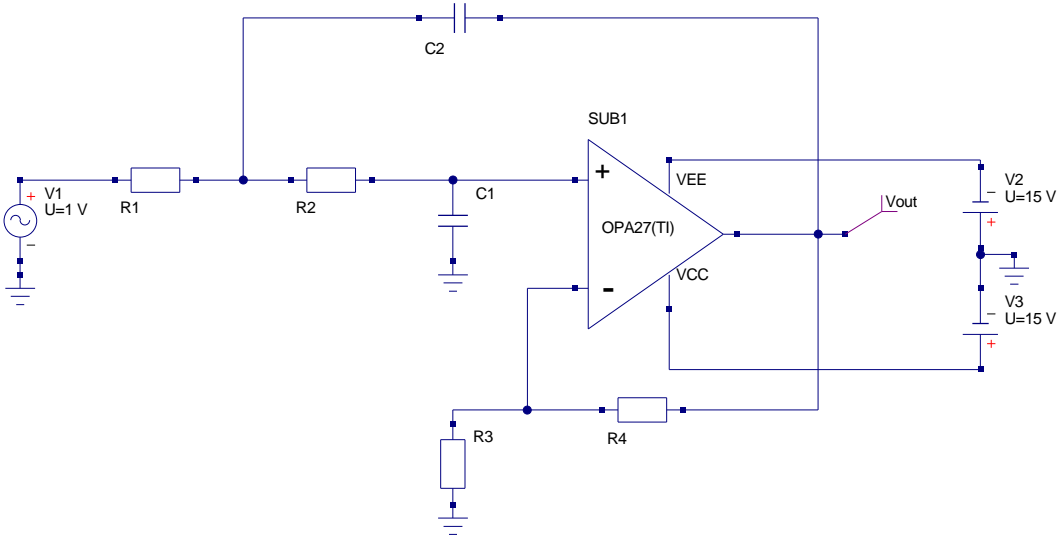 C2
SUB1
+
VEE
V1
U=1 V
+
−
R1
R2
C1
OPA27(TI)
Vout
V2
U=15 V
−
+
VCC
-
V3
U=15 V
−
+
R3
R4